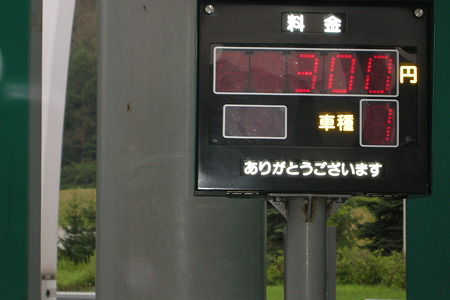 料金
300円
車種 1
ありがとうございます